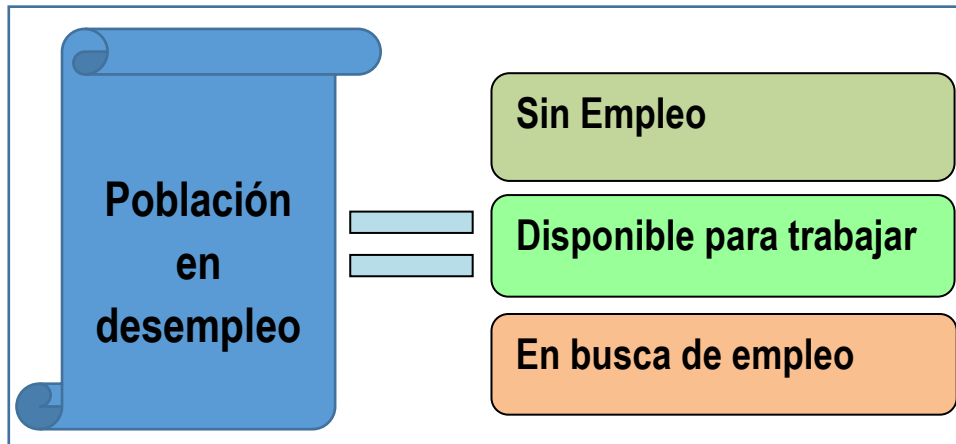 Población
en
desempleo
Sin Empleo
Disponible para trabajar
En busca de empleo